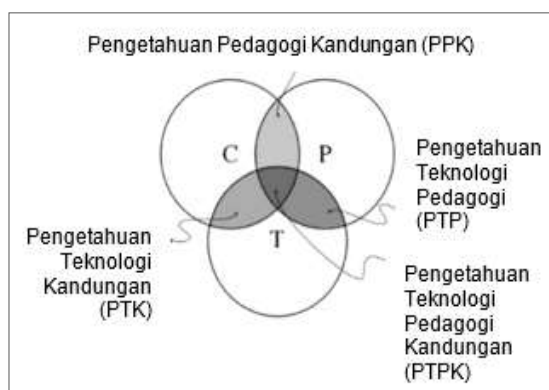 Pengetahuan Pedagogi Kandungan (PPK)
C
P
T
Pengetahuan
Teknologi
Pedagogi
(PTP)
Pengetahuan
Teknologi
Kandungan
(PTK)
Pengetahuan
Teknologi
Pedagogi
Kandungan
(PTPK)